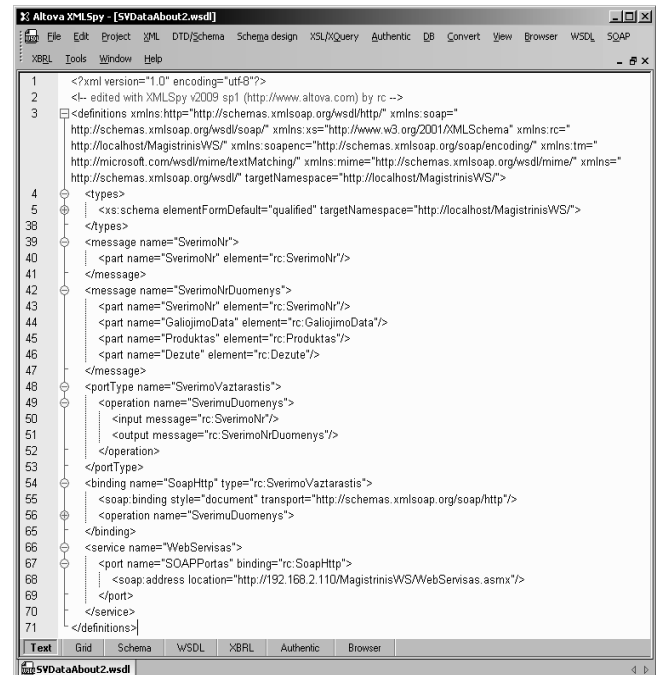 Altova XMLSpy - [SVDataAbout2.wsdl]
File Edit Project XML DTD/Schema Schema design XSL/XQuery Authentic DB Convert View Browser WSDL SOAP
XBRL Tools Window Help
1 <?xml version="1.0" encoding="utf-8"?>
2 <!-- edited with XMLSpy v2009 sp1 (http://www.altova.com) by rc -->
3 <definitions xmlns:http="http://schemas.xmlsoap.org/wsdl/http/" xmlns:soap="
http://schemas.xmlsoap.org/wsdl/soap/" xmlns:xs="http://www.w3.org/2001/XMLSchema" xmlns:rc="
http://localhost/MagistrinisWS/" xmlns:soapenc="http://schemas.xmlsoap.org/soap/encoding/" xmlns:tm="
http://microsoft.com/wsdl/mime/textMatching/" xmlns:mime="http://schemas.xmlsoap.org/wsdl/mime/" xmlns="
http://schemas.xmlsoap.org/wsdl/" targetNamespace="http://localhost/MagistrinisWS/">
4 <types>
5 <xs:schema elementFormDefault="qualified" targetNamespace="http://localhost/MagistrinisWS/">
38 </types>
39 <message name="SverimoNr">
40 <part name="SverimoNr" element="rc:SverimoNr"/>
41 </message>
42 <message name="SverimoNrDuomenys">
43 <part name="SverimoNr" element="rc:SverimoNr"/>
44 <part name="GaliojimoData" element="rc:GaliojimoData"/>
45 <part name="Produktas" element="rc:Produktas"/>
46 <part name="Dezute" element="rc:Dezute"/>
47 </message>
48 <portType name="SverimoVaztarastis">
49 <operation name="SverimuDuomenys">
50 <input message="rc:SverimoNr"/>
51 <output message="rc:SverimoNrDuomenys"/>
52 </operation>
53 </portType>
54 <binding name="SoapHttp" type="rc:SverimoVaztarastis">
55 <soap:binding style="document" transport="http://schemas.xmlsoap.org/soap/http"/>
56 <operation name="SverimuDuomenys">
65 </binding>
66 <service name="WebServisas">
67 <port name="SOAPPortas" binding="rc:SoapHttp">
68 <soap:address location="http://192.168.2.110/MagistrinisWS/WebServisas.asmx"/>
69 </port>
70 </service>
71 </definitions>
Text Grid Schema WSDL XBRL Authentic Browser
SVDataAbout2.wsdl